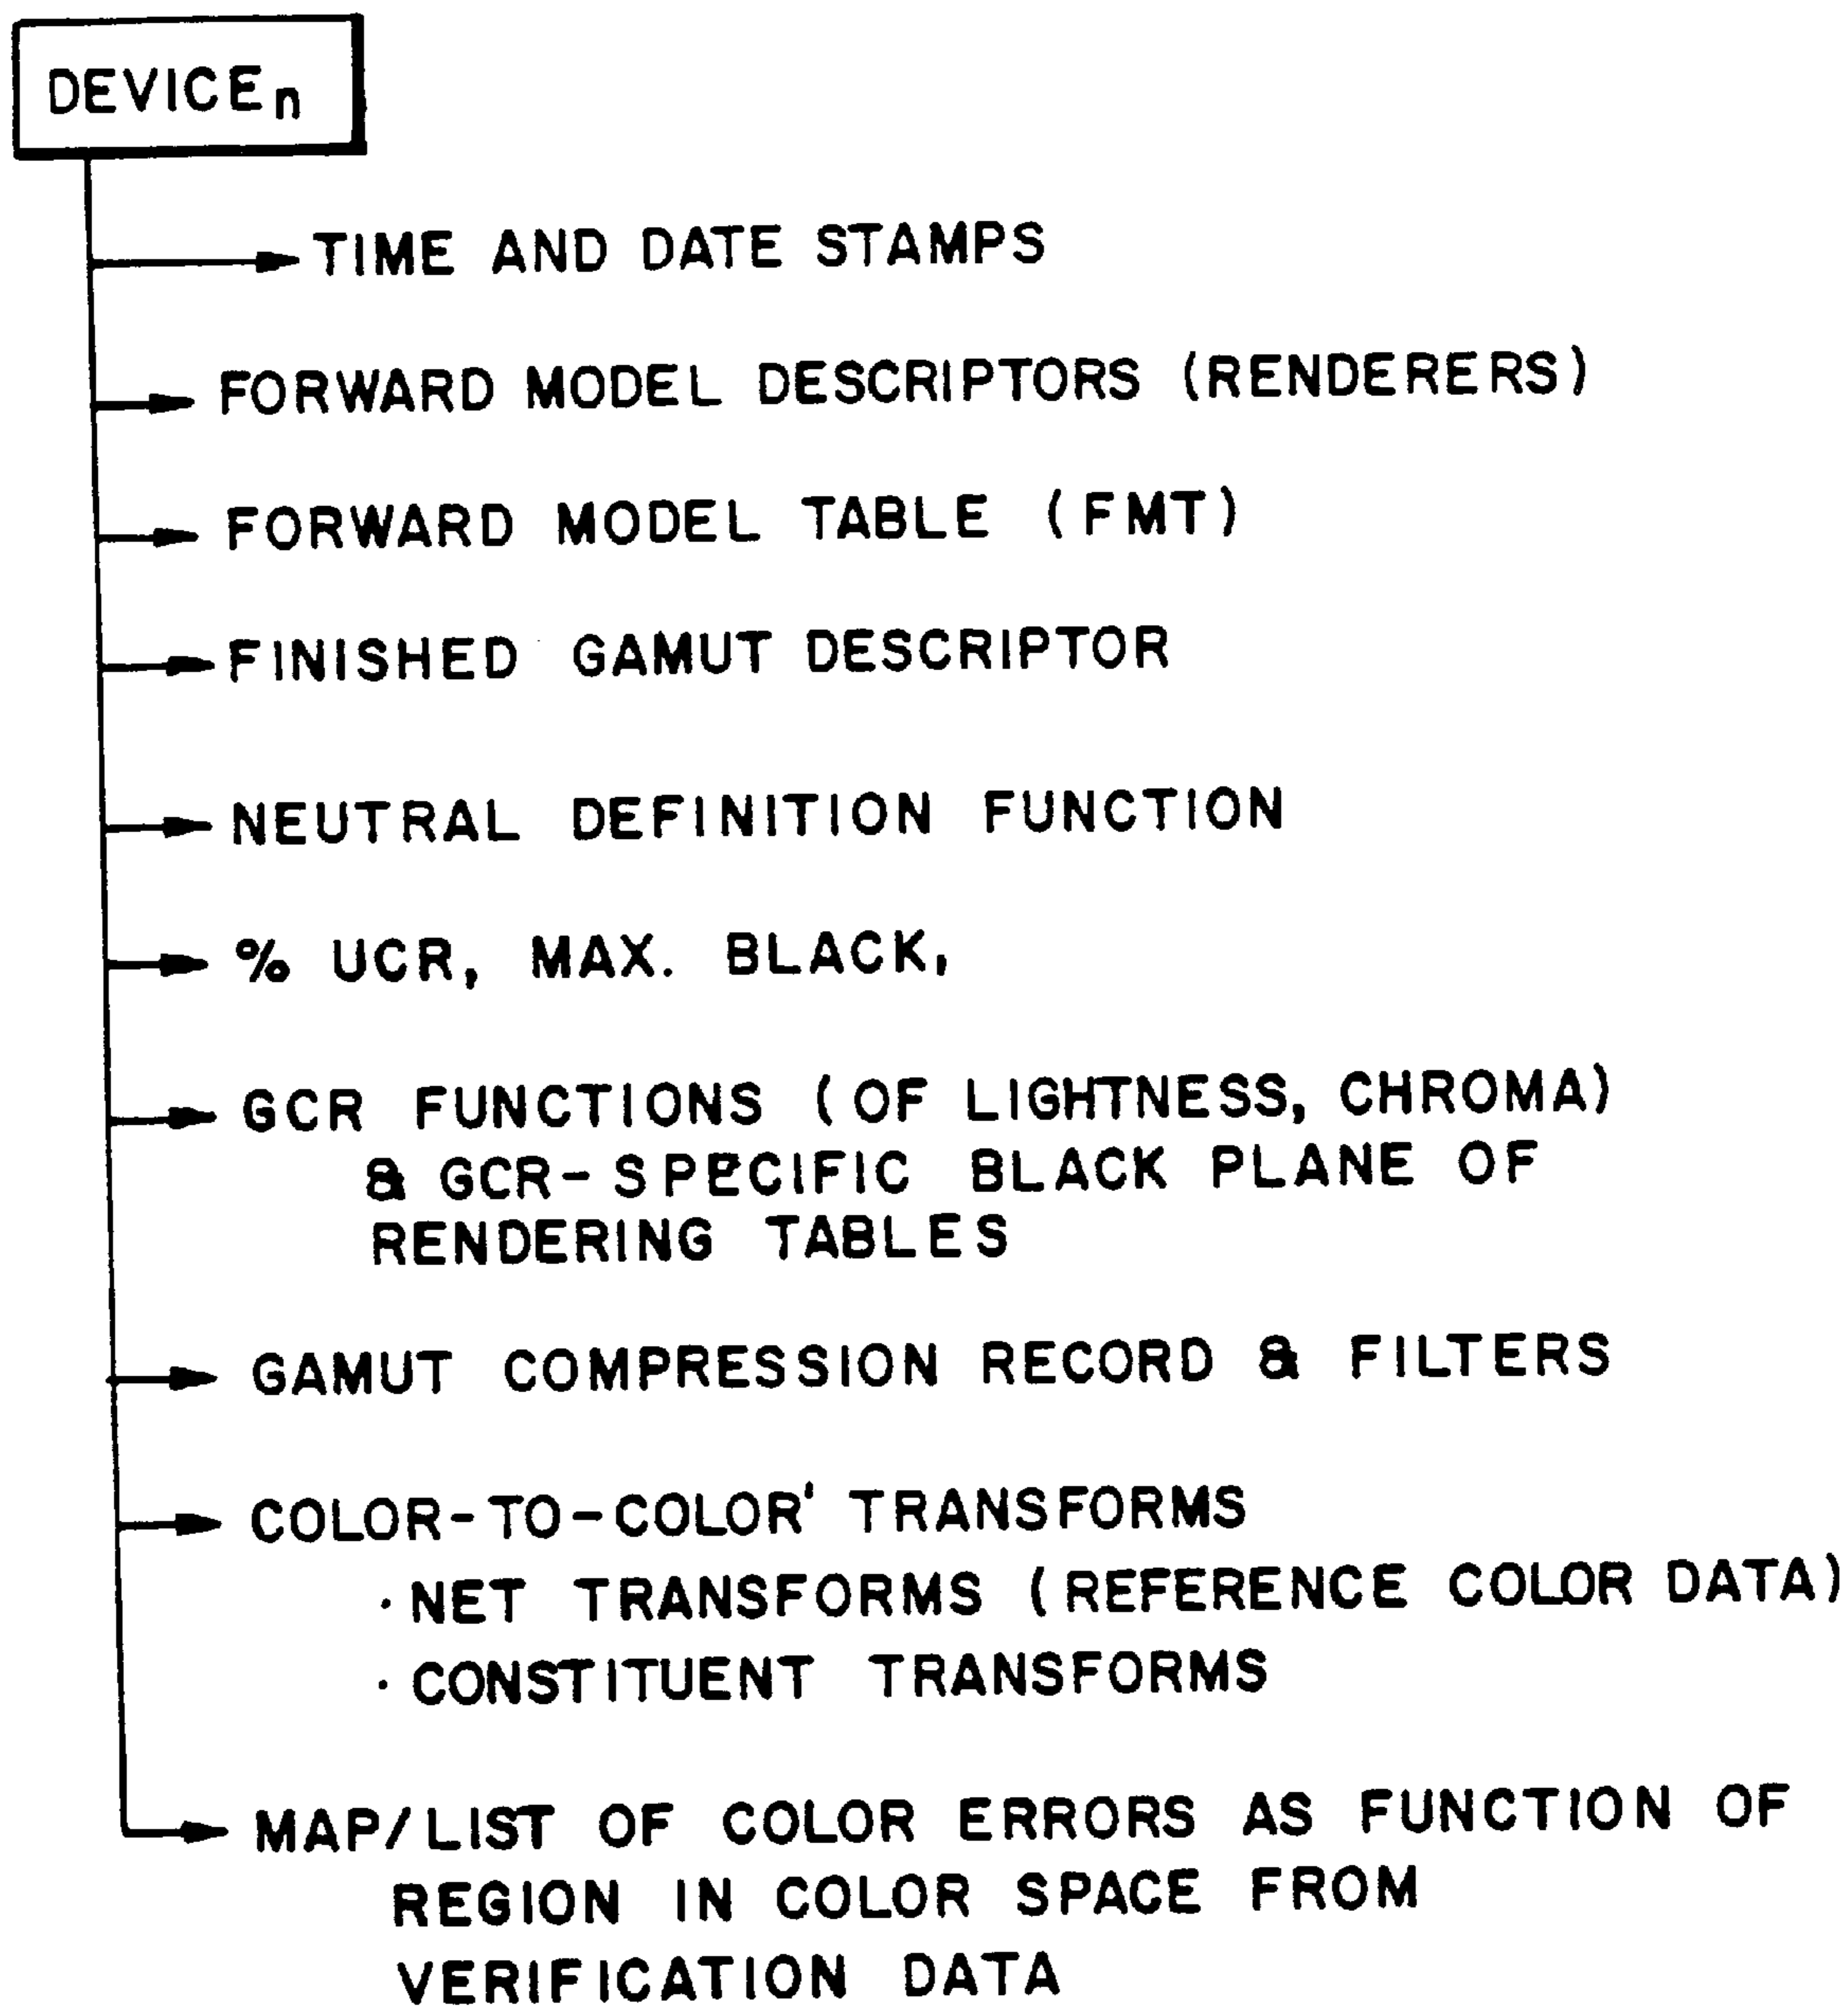 DEVICEn
TIME AND DATE STAMPS
FORWARD MODEL DESCRIPTORS (RENDERERS)
FORWARD MODEL TABLE (FMT)
FINISHED GAMUT DESCRIPTOR
NEUTRAL DEFINITION FUNCTION
% UCR, MAX. BLACK,
GCR FUNCTIONS (OF LIGHTNESS, CHROMA)
& GCR-SPECIFIC BLACK PLANE OF
RENDERING TABLES
GAMUT COMPRESSION RECORD & FILTERS
COLOR-TO-COLOR' TRANSFORMS
· NET TRANSFORMS (REFERENCE COLOR DATA)
· CONSTITUENT TRANSFORMS
MAP/LIST OF COLOR ERRORS AS FUNCTION OF
REGION IN COLOR SPACE FROM
VERIFICATION DATA